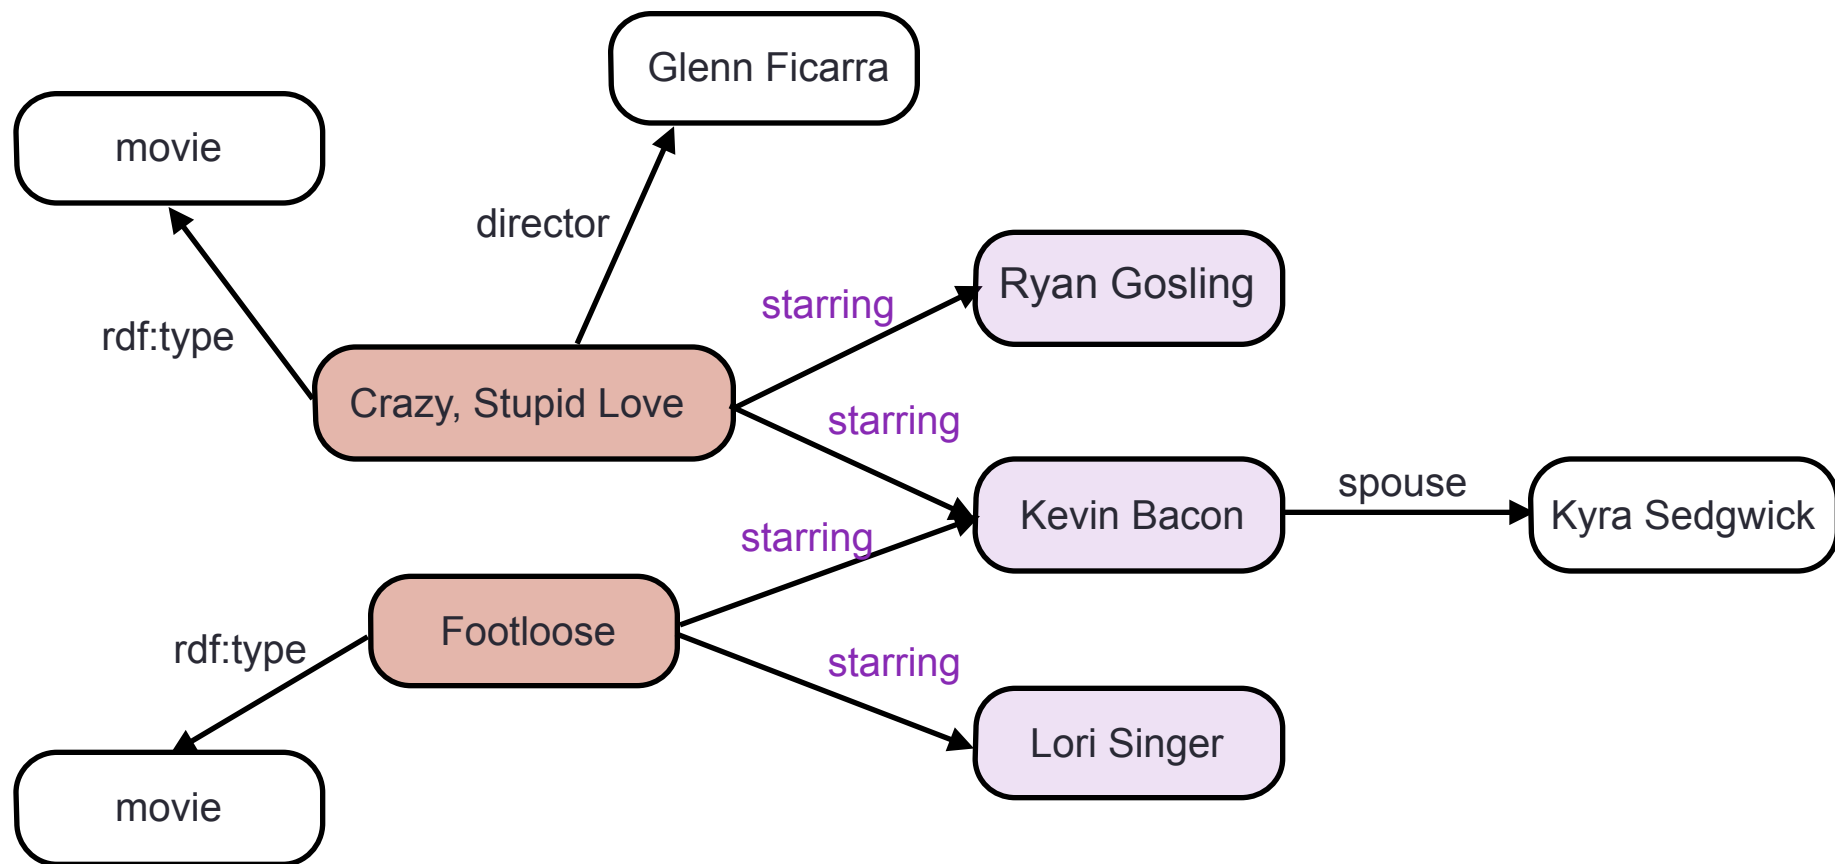 Glenn Ficarra
movie
director
Ryan Gosling
starring
rdf:type
Crazy, Stupid Love
starring
spouse
Kevin Bacon
Kyra Sedgwick
starring
Footloose
rdf:type
starring
Lori Singer
movie